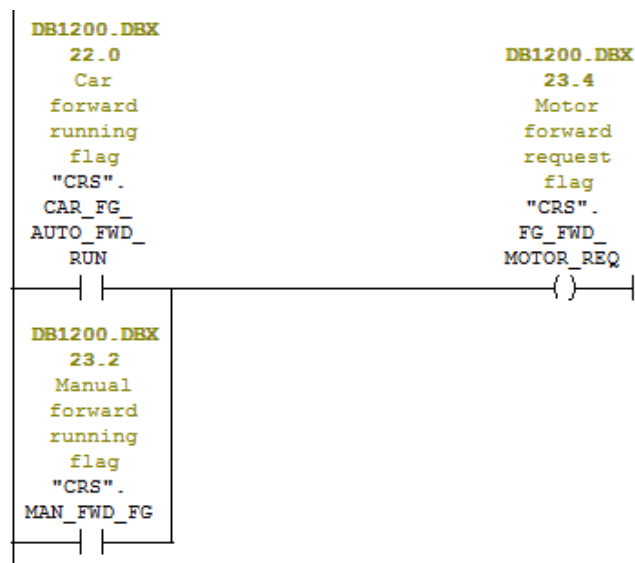 DB1200.DBX
22.0
Car
forward
running
flag
"CRS".
CAR_FG_
AUTO_FWD_
RUN
DB1200.DBX
23.4
Motor
forward
request
flag
"CRS".
FG_FWD_
MOTOR_REQ
DB1200.DBX
23.2
Manual
forward
running
flag
"CRS".
MAN_FWD_FG